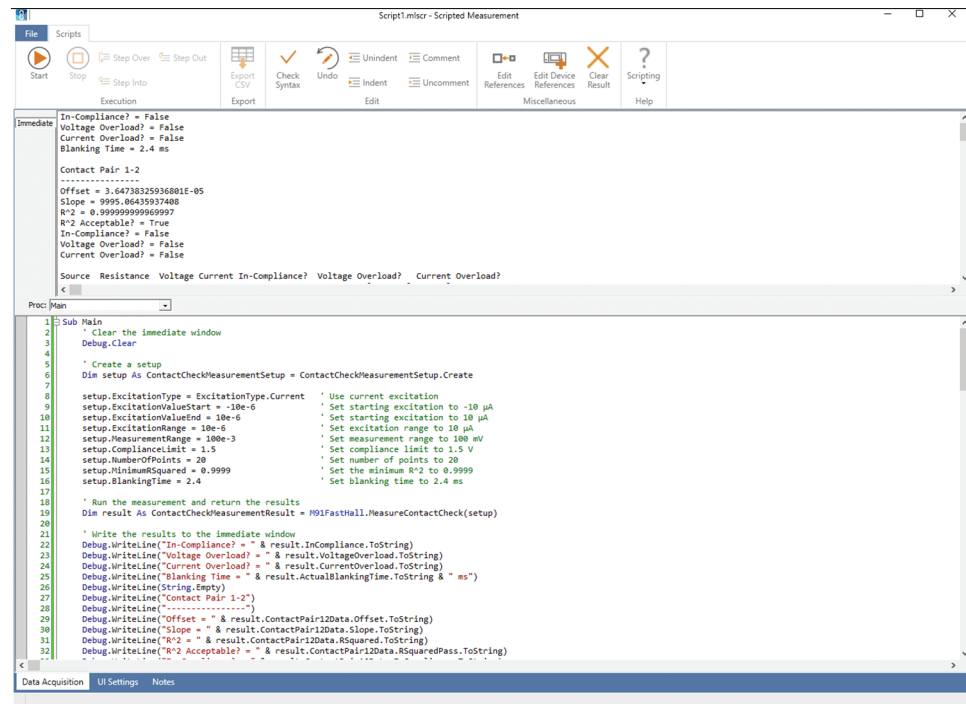 Script1.mlscr - Scripted Measurement
File Scripts
Start Stop Step Over Step Out Step Into Export CSV Check Syntax Undo Unindent Indent Comment Uncomment Edit References Edit Device References Clear Result Scripting
Execution Export Edit Miscellaneous Help
Immediate
In-Compliance? = False
Voltage Overload? = False
Current Overload? = False
Blanking Time = 2.4 ms
Contact Pair 1-2
----------------
Offset = 3.64738325936801E-05
Slope = 9995.06435937408
R^2 = 0.999999999969997
R^2 Acceptable? = True
In-Compliance? = False
Voltage Overload? = False
Current Overload? = False
Source Resistance Voltage Current In-Compliance? Voltage Overload? Current Overload?
Proc: Main
1 Sub Main
2 ' Clear the immediate window
3 Debug.Clear
4
5 ' Create a setup
6 Dim setup As ContactCheckMeasurementSetup = ContactCheckMeasurementSetup.Create
7
8 setup.ExcitationType = ExcitationType.Current ' Use current excitation
9 setup.ExcitationValueStart = -10e-6 ' Set starting excitation to -10 µA
10 setup.ExcitationValueEnd = 10e-6 ' Set starting excitation to 10 µA
11 setup.ExcitationRange = 10e-6 ' Set excitation range to 10 µA
12 setup.MeasurementRange = 100e-3 ' Set measurement range to 100 mV
13 setup.ComplianceLimit = 1.5 ' Set compliance limit to 1.5 V
14 setup.NumberOfPoints = 20 ' Set number of points to 20
15 setup.MinimumRSquared = 0.9999 ' Set the minimum R^2 to 0.9999
16 setup.BlankingTime = 2.4 ' Set blanking time to 2.4 ms
17
18 ' Run the measurement and return the results
19 Dim result As ContactCheckMeasurementResult = M91FastHall.MeasureContactCheck(setup)
20
21 ' Write the results to the immediate window
22 Debug.WriteLine("In-Compliance? = " & result.InCompliance.ToString)
23 Debug.WriteLine("Voltage Overload? = " & result.VoltageOverload.ToString)
24 Debug.WriteLine("Current Overload? = " & result.CurrentOverload.ToString)
25 Debug.WriteLine("Blanking Time = " & result.ActualBlankingTime.ToString & " ms")
26 Debug.WriteLine(String.Empty)
27 Debug.WriteLine("Contact Pair 1-2")
28 Debug.WriteLine("----------------")
29 Debug.WriteLine("Offset = " & result.ContactPair12Data.Offset.ToString)
30 Debug.WriteLine("Slope = " & result.ContactPair12Data.Slope.ToString)
31 Debug.WriteLine("R^2 = " & result.ContactPair12Data.RSquared.ToString)
32 Debug.WriteLine("R^2 Acceptable? = " & result.ContactPair12Data.RSquaredPass.ToString)
Data Acquisition UI Settings Notes